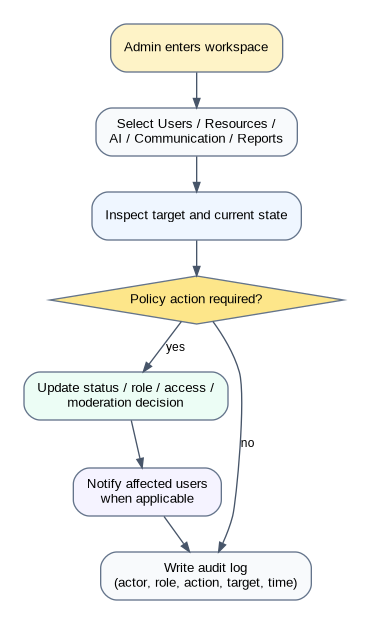 Admin enters workspace
Select Users / Resources /
AI / Communication / Reports
Inspect target and current state
Policy action required?
yes
Update status / role / access /
moderation decision
no
Notify affected users
when applicable
Write audit log
(actor, role, action, target, time)